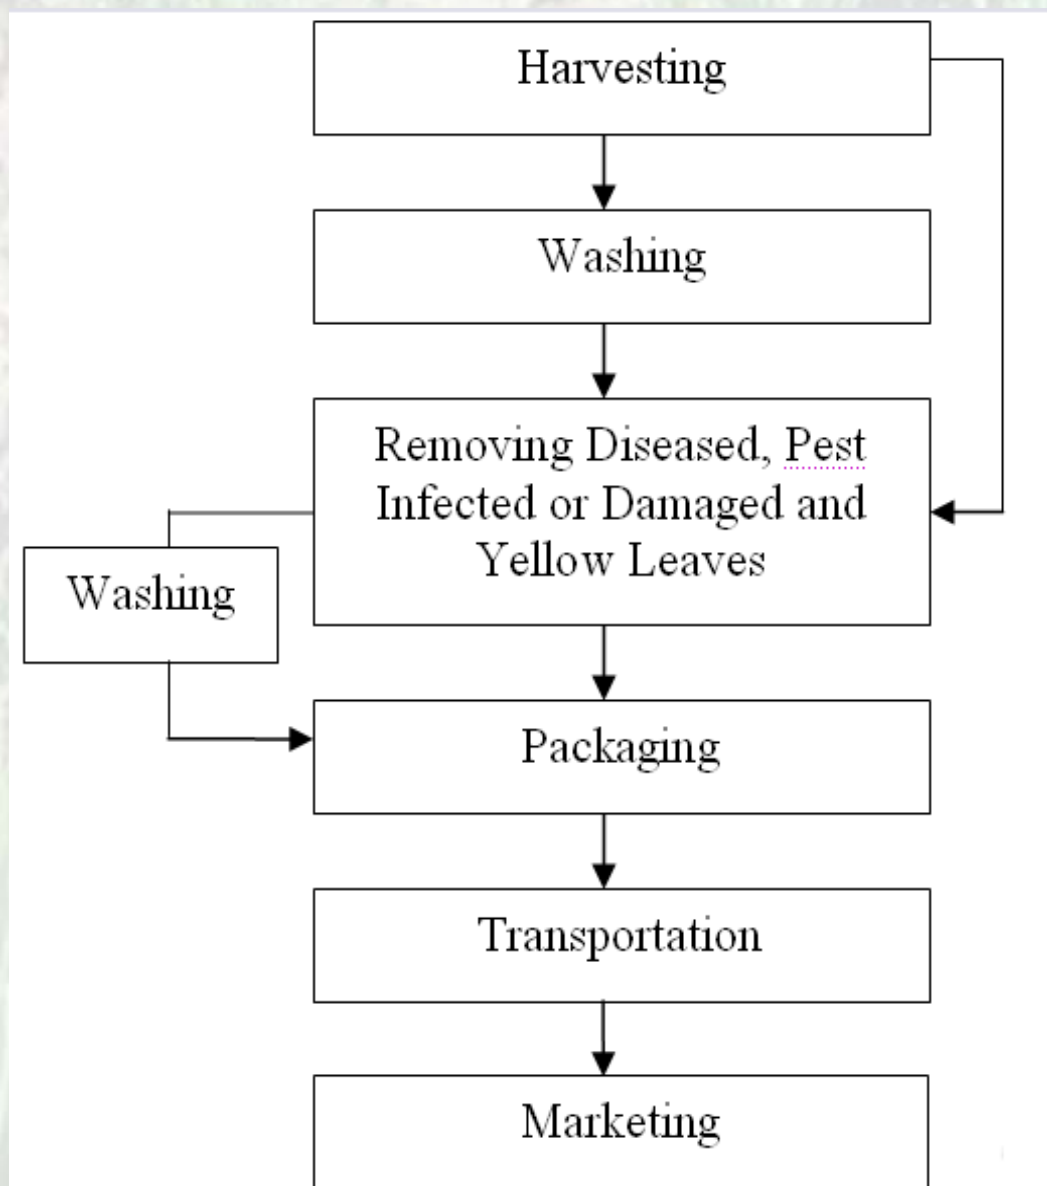 Harvesting
Washing
Removing Diseased, Pest
Infected or Damaged and
Yellow Leaves
Washing
Packaging
Transportation
Marketing